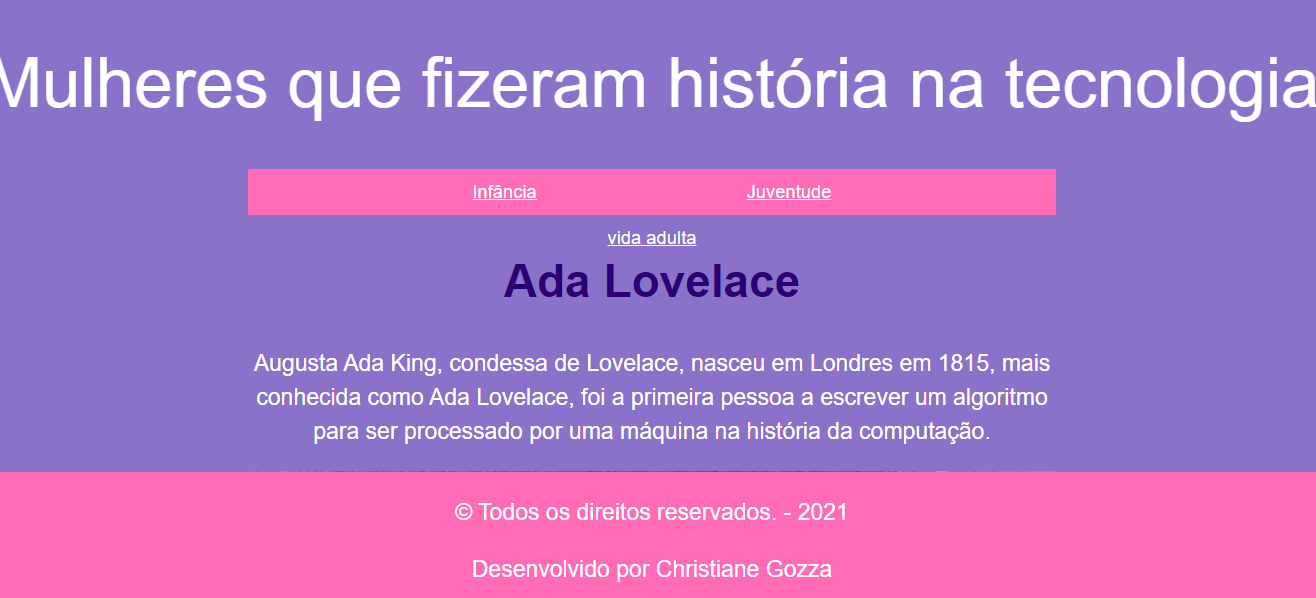 Mulheres que fizeram história na tecnologia
Infância Juventude
vida adulta
Ada Lovelace
Augusta Ada King, condessa de Lovelace, nasceu em Londres em 1815, mais
conhecida como Ada Lovelace, foi a primeira pessoa a escrever um algoritmo
para ser processado por uma máquina na história da computação.
© Todos os direitos reservados. - 2021
Desenvolvido por Christiane Gozza